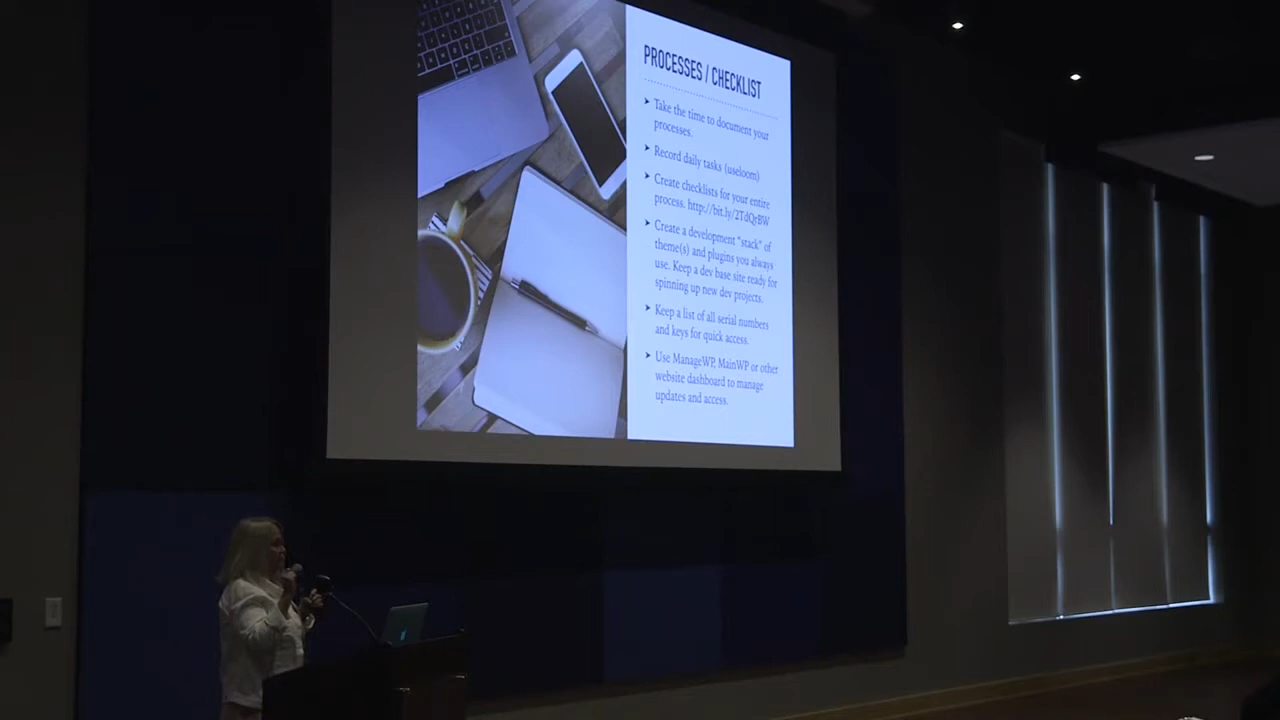 PROCESSES / CHECKLIST
➤ Take the time to document your
processes.
➤ Record daily tasks (useloom)
➤ Create checklists for your entire
process. http://bit.ly/2TdQrBW
➤ Create a development "stack" of
theme(s) and plugins you always
use. Keep a dev base site ready for
spinning up new dev projects.
➤ Keep a list of all serial numbers
and keys for quick access.
➤ Use ManageWP, MainWP or other
website dashboard to manage
updates and access.